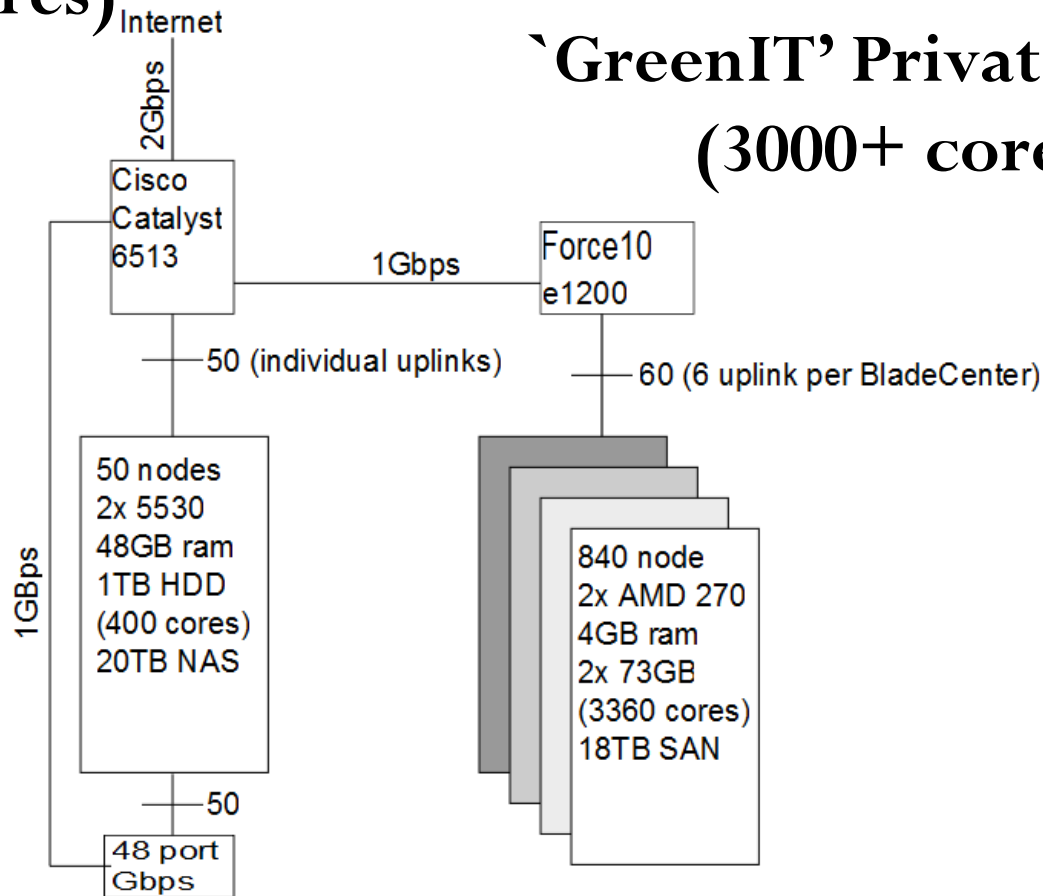 res)
Internet
`GreenIT’ Privat
(3000+ core
2Gbps
Cisco
Catalyst
6513
1Gbps
Force10
e1200
50 (individual uplinks)
60 (6 uplink per BladeCenter)
50 nodes
2x 5530
48GB ram
1TB HDD
(400 cores)
20TB NAS
1GBps
840 node
2x AMD 270
4GB ram
2x 73GB
(3360 cores)
18TB SAN
50
48 port
Gbps